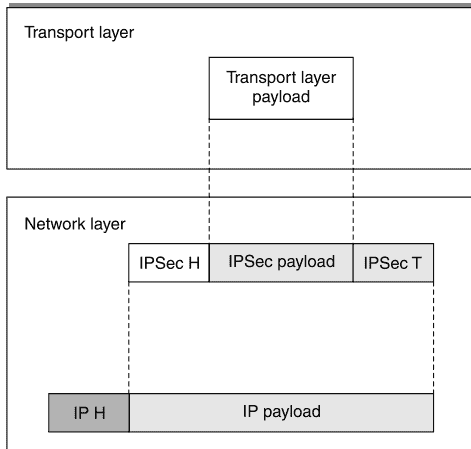 Transport layer
Transport layer
payload
Network layer
IPSec H
IPSec payload
IPSec T
IP H
IP payload